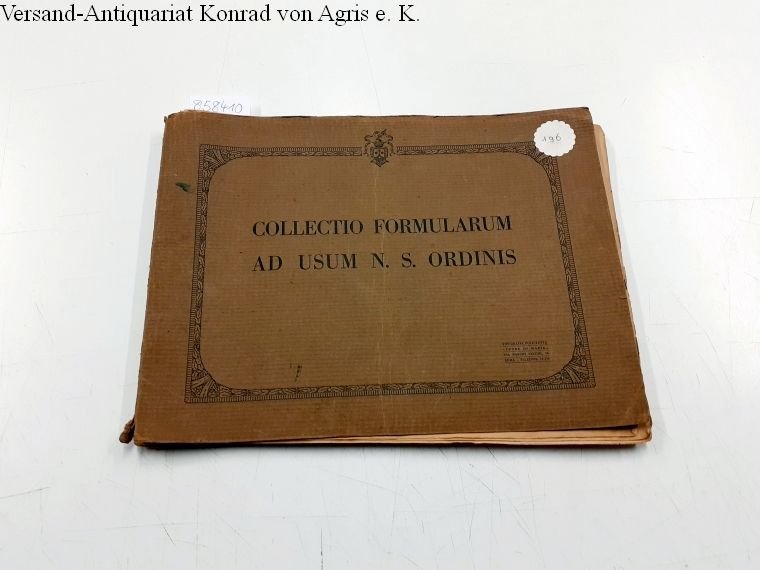 Versand-Antiquariat Konrad von Agris e. K.
858410
196
COLLECTIO FORMULARUM
AD USUM N. S. ORDINIS